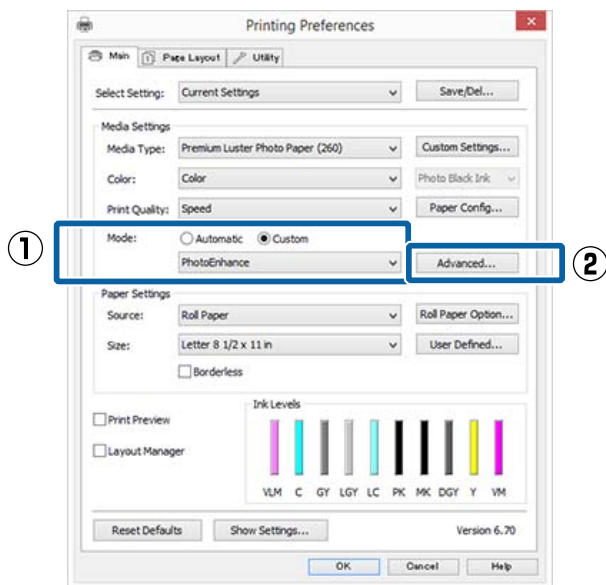 Printing Preferences
Main Page Layout Utility
Select Setting: Current Settings Save/Del...
Media Settings
Media Type: Premium Luster Photo Paper (260) Custom Settings...
Color: Color Photo Black Ink
Print Quality: Speed Paper Config...
① Mode: Automatic Custom
PhotoEnhance Advanced... ②
Paper Settings
Source: Roll Paper Roll Paper Option...
Size: Letter 8 1/2 x 11 in User Defined...
Borderless
Ink Levels
Print Preview
Layout Manager
VLM C GY LGY LC PK MK DGY Y VM
Reset Defaults Show Settings... Version 6.70
OK Cancel Help